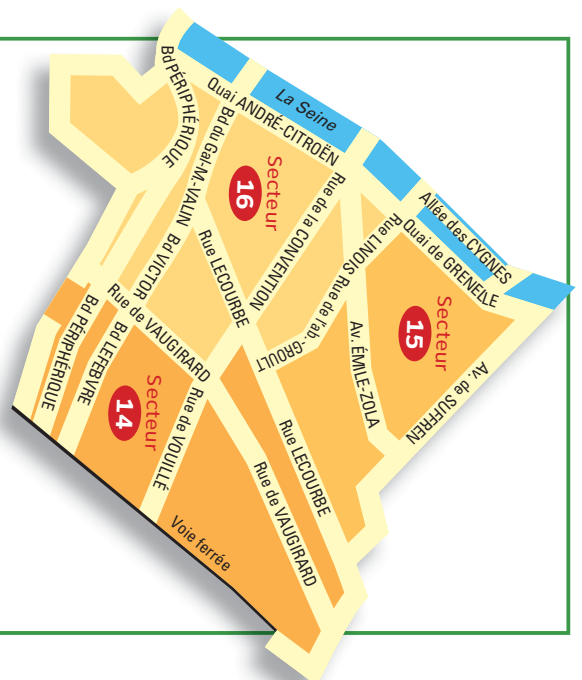 Bd PÉRIPHÉRIQUE
Quai ANDRÉ-CITROËN
La Seine
Allée des CYGNES
Quai de GRENELLE
Bd du Gal-M.-VALIN
Bd VICTOR
Secteur
16
Rue de la CONVENTION
Rue LINOIS
Rue de l'ab.-GROULT
Rue LECOURBE
Av. ÉMILE-ZOLA
Secteur
15
Av. de SUFFREN
Bd PÉRIPHÉRIQUE
Bd LEFEBVRE
Rue de VAUGIRARD
Secteur
14
Rue de VOUILLÉ
Rue LECOURBE
Rue de VAUGIRARD
Voie ferrée